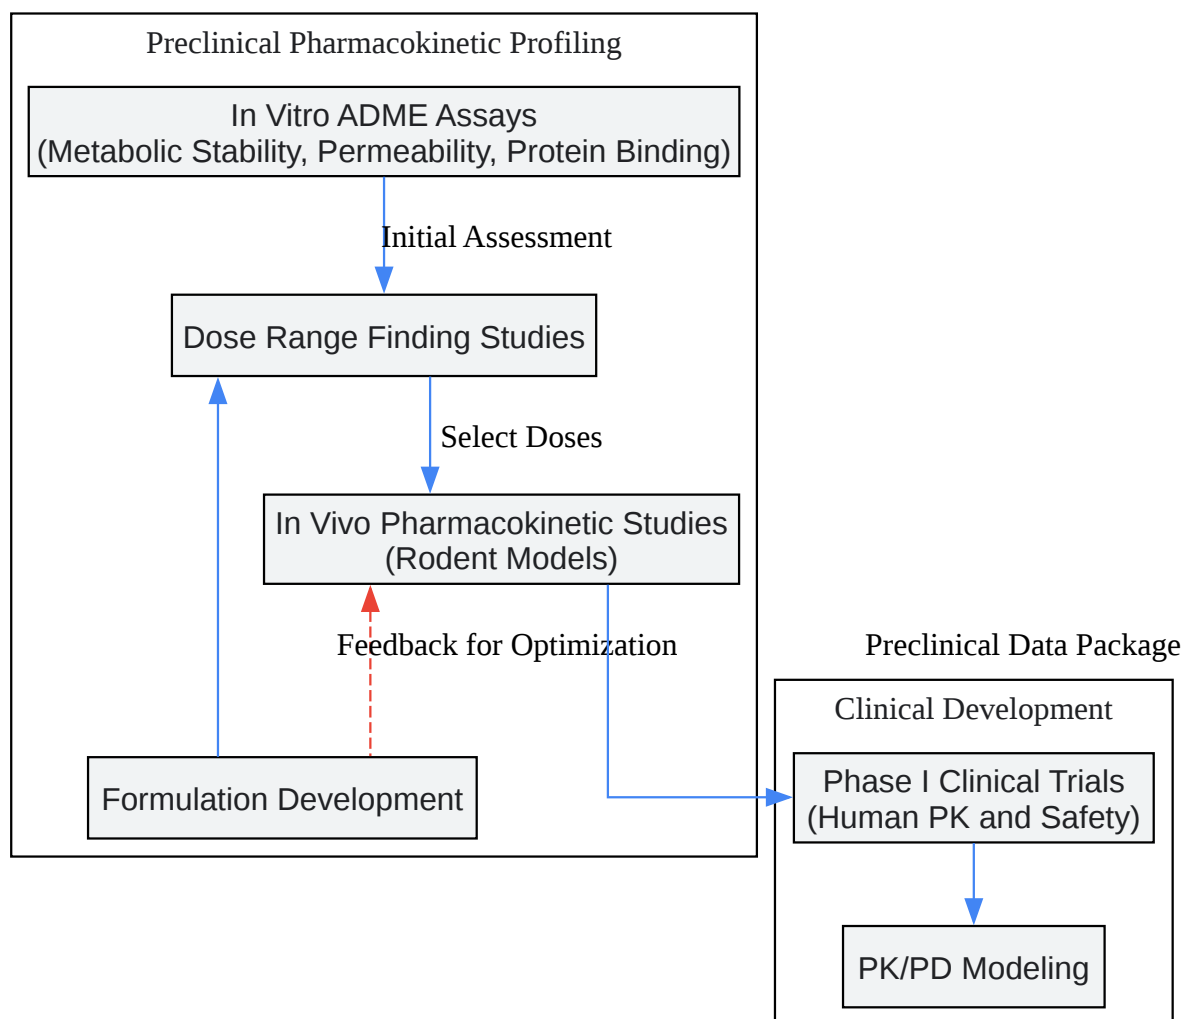 Preclinical Pharmacokinetic Profiling
In Vitro ADME Assays
(Metabolic Stability, Permeability, Protein Binding)
Initial Assessment
Dose Range Finding Studies
Select Doses
In Vivo Pharmacokinetic Studies
(Rodent Models)
Feedback for Optimization
Formulation Development
Preclinical Data Package
Clinical Development
Phase I Clinical Trials
(Human PK and Safety)
PK/PD Modeling